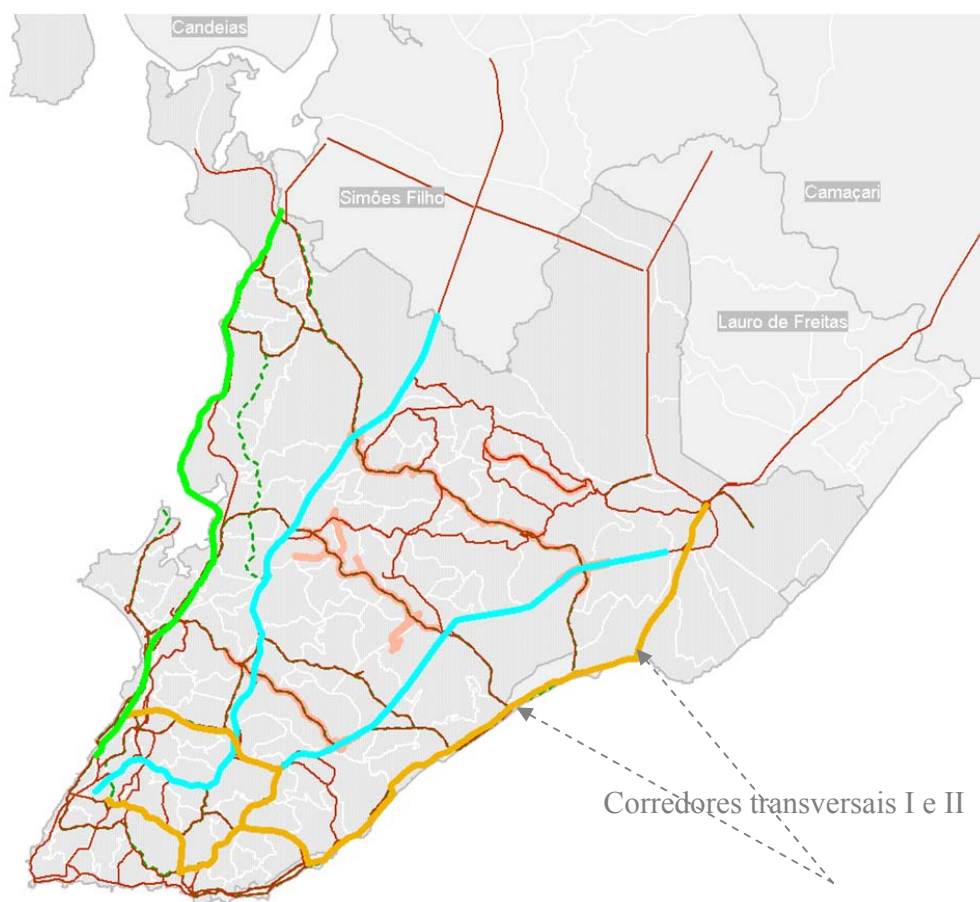 Candeias
Simões Filho
Camaçari
Lauro de Freitas
Corredores transversais I e II